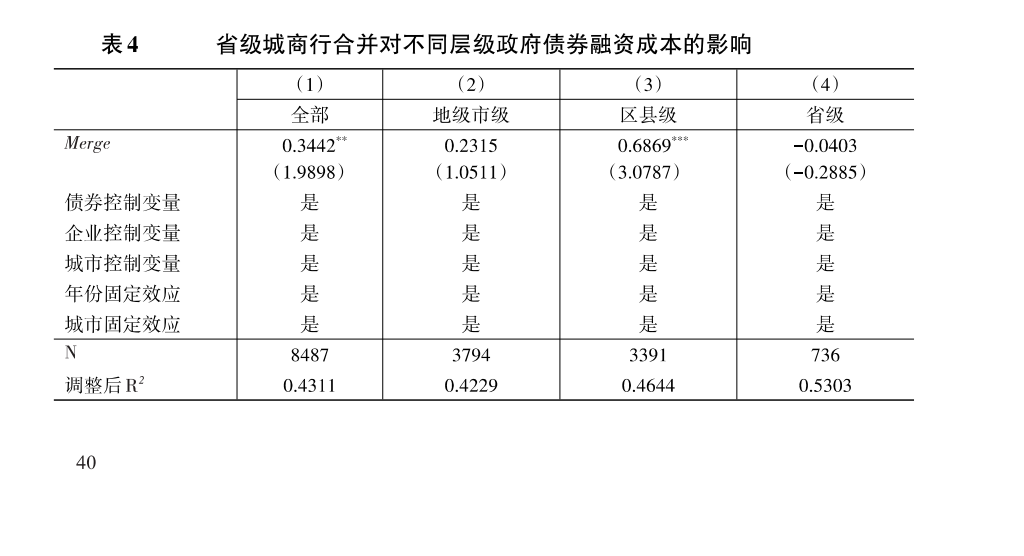 表 4 省级城商行合并对不同层级政府债券融资成本的影响
(1) (2) (3) (4)
全部 地级市级 区县级 省级
Merge 0.3442** 0.2315 0.6869*** -0.0403
(1.9898) (1.0511) (3.0787) (-0.2885)
债券控制变量 是 是 是 是
企业控制变量 是 是 是 是
城市控制变量 是 是 是 是
年份固定效应 是 是 是 是
城市固定效应 是 是 是 是
N 8487 3794 3391 736
调整后 R² 0.4311 0.4229 0.4644 0.5303
40